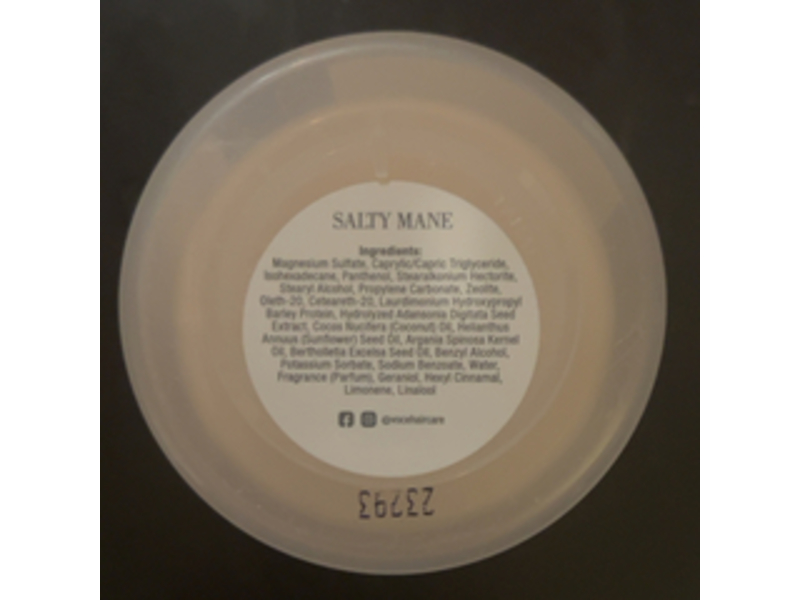 SALTY MANE
Ingredients:
Magnesium Sulfate, Caprylic/Capric Triglyceride,
Isohexadecane, Panthenol, Stearalkonium Hectorite,
Stearyl Alcohol, Propylene Carbonate, Zeolite,
Oleth-20, Ceteareth-20, Laurdimonium Hydroxypropyl
Barley Protein, Hydrolyzed Adansonia Digitata Seed
Extract, Cocos Nucifera (Coconut) Oil, Helianthus
Annuus (Sunflower) Seed Oil, Argania Spinosa Kernel
Oil, Bertholletia Excelsa Seed Oil, Benzyl Alcohol,
Potassium Sorbate, Sodium Benzoate, Water,
Fragrance (Parfum), Geraniol, Hexyl Cinnamal,
Limonene, Linalool
23293